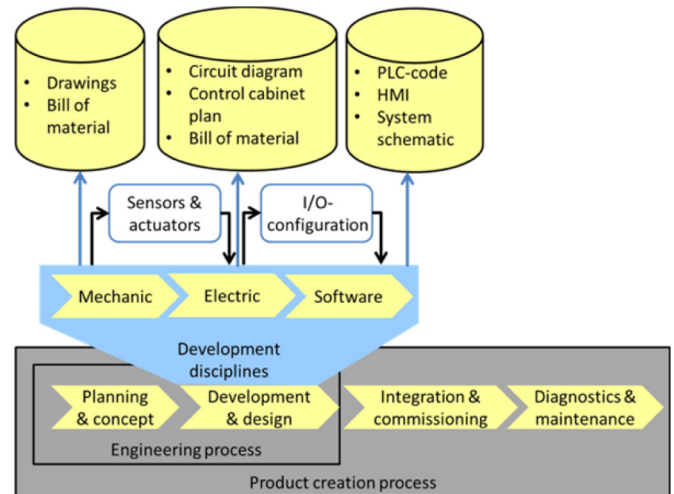 • Drawings
• Bill of
material
• Circuit diagram
• Control cabinet
plan
• Bill of material
• PLC-code
• HMI
• System
schematic
Sensors &
actuators
I/O-
configuration
Mechanic
Electric
Software
Development
disciplines
Planning
& concept
Development
& design
Integration &
commissioning
Diagnostics &
maintenance
Engineering process
Product creation process